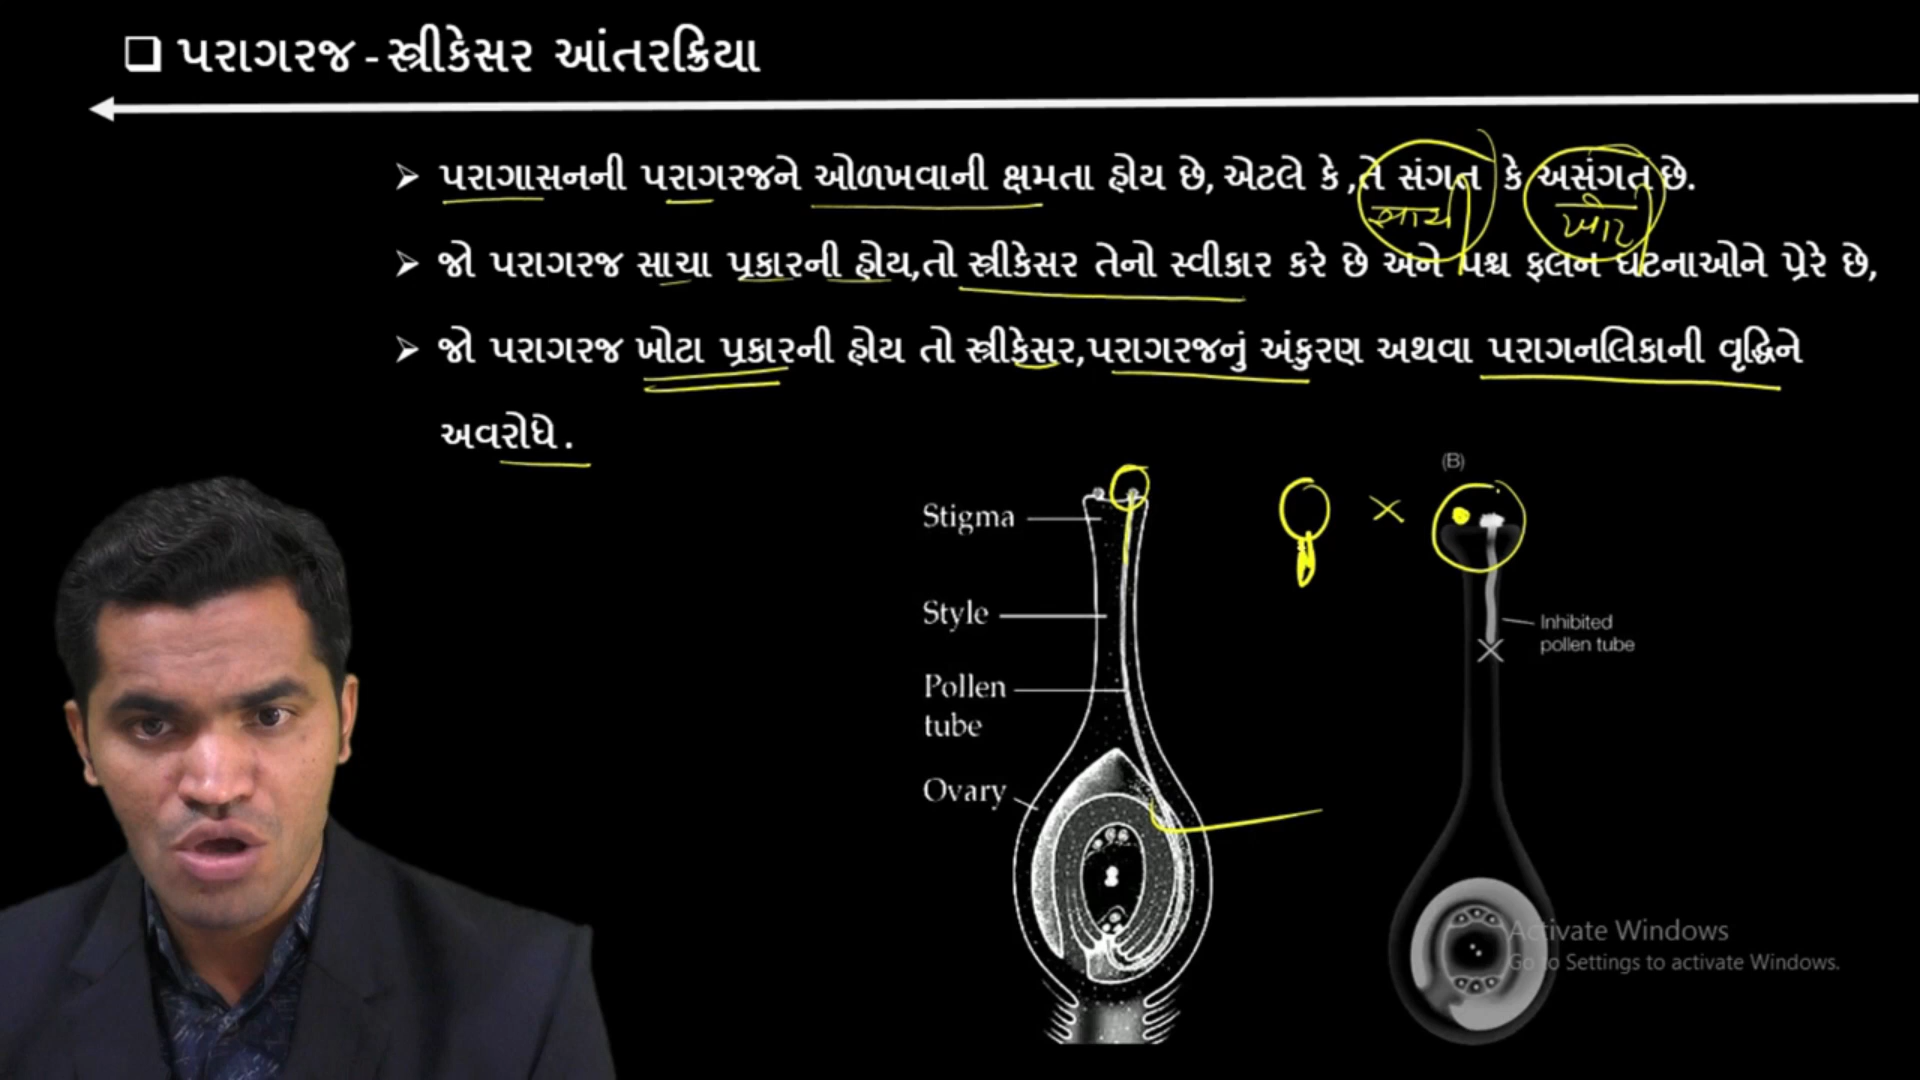 પરાગરજ - સ્ત્રીકેસર આંતરક્રિયા
પરાગાસનની પરાગરજને ઓળખવાની ક્ષમતા હોય છે, એટલે કે ,તે સંગત કે અસંગત છે.
સાચી
જો પરાગરજ સાચા પ્રકારની હોય,તો સ્ત્રીકેસર તેનો સ્વીકાર કરે છે અને પશ્ચ ફલન ઘટનાઓને પ્રેરે છે,
જો પરાગરજ ખોટા પ્રકારની હોય તો સ્ત્રીકેસર,પરાગરજનું અંકુરણ અથવા પરાગનલિકાની વૃદ્ધિને
અવરોધે .
(B)
Stigma
Style
Inhibited
pollen tube
Pollen
tube
Ovary
Activate Windows
Go to Settings to activate Windows.